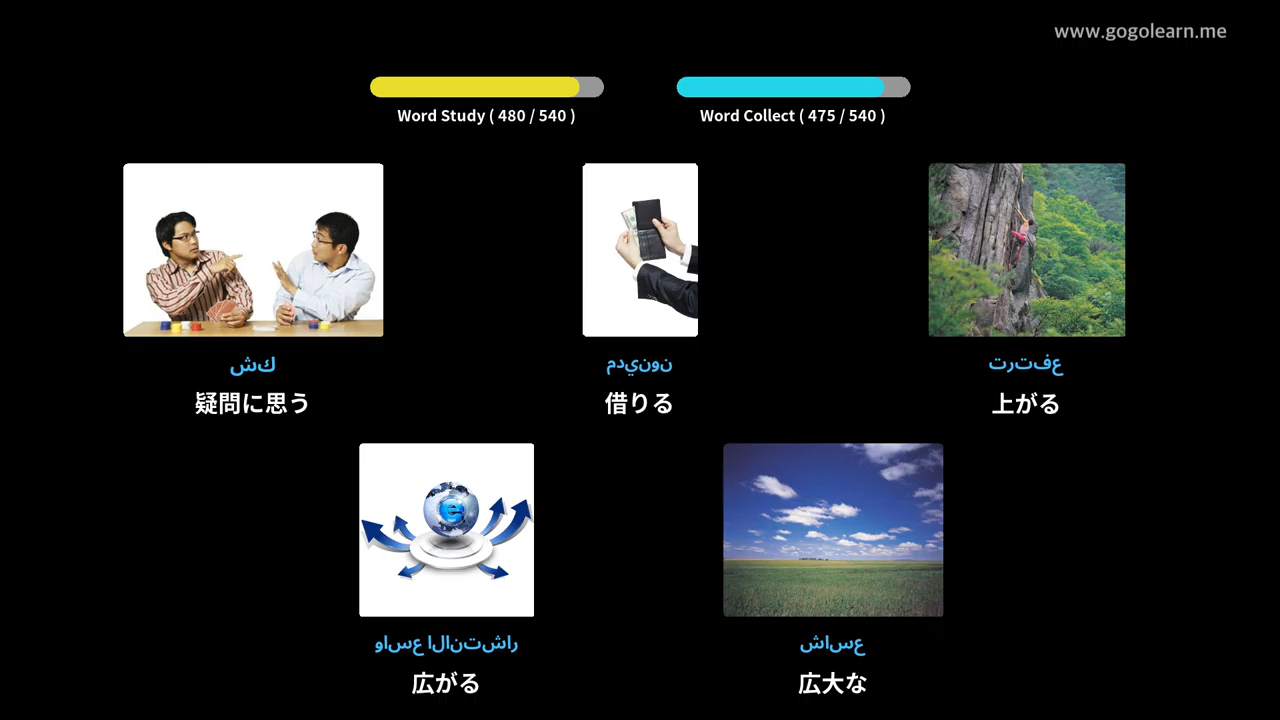 www.gogolearn.me
Word Study ( 480 / 540 )
Word Collect ( 475 / 540 )
شك
疑問に思う
مدينون
借りる
ترتفع
上がる
واسع الانتشار
広がる
شاسع
広大な